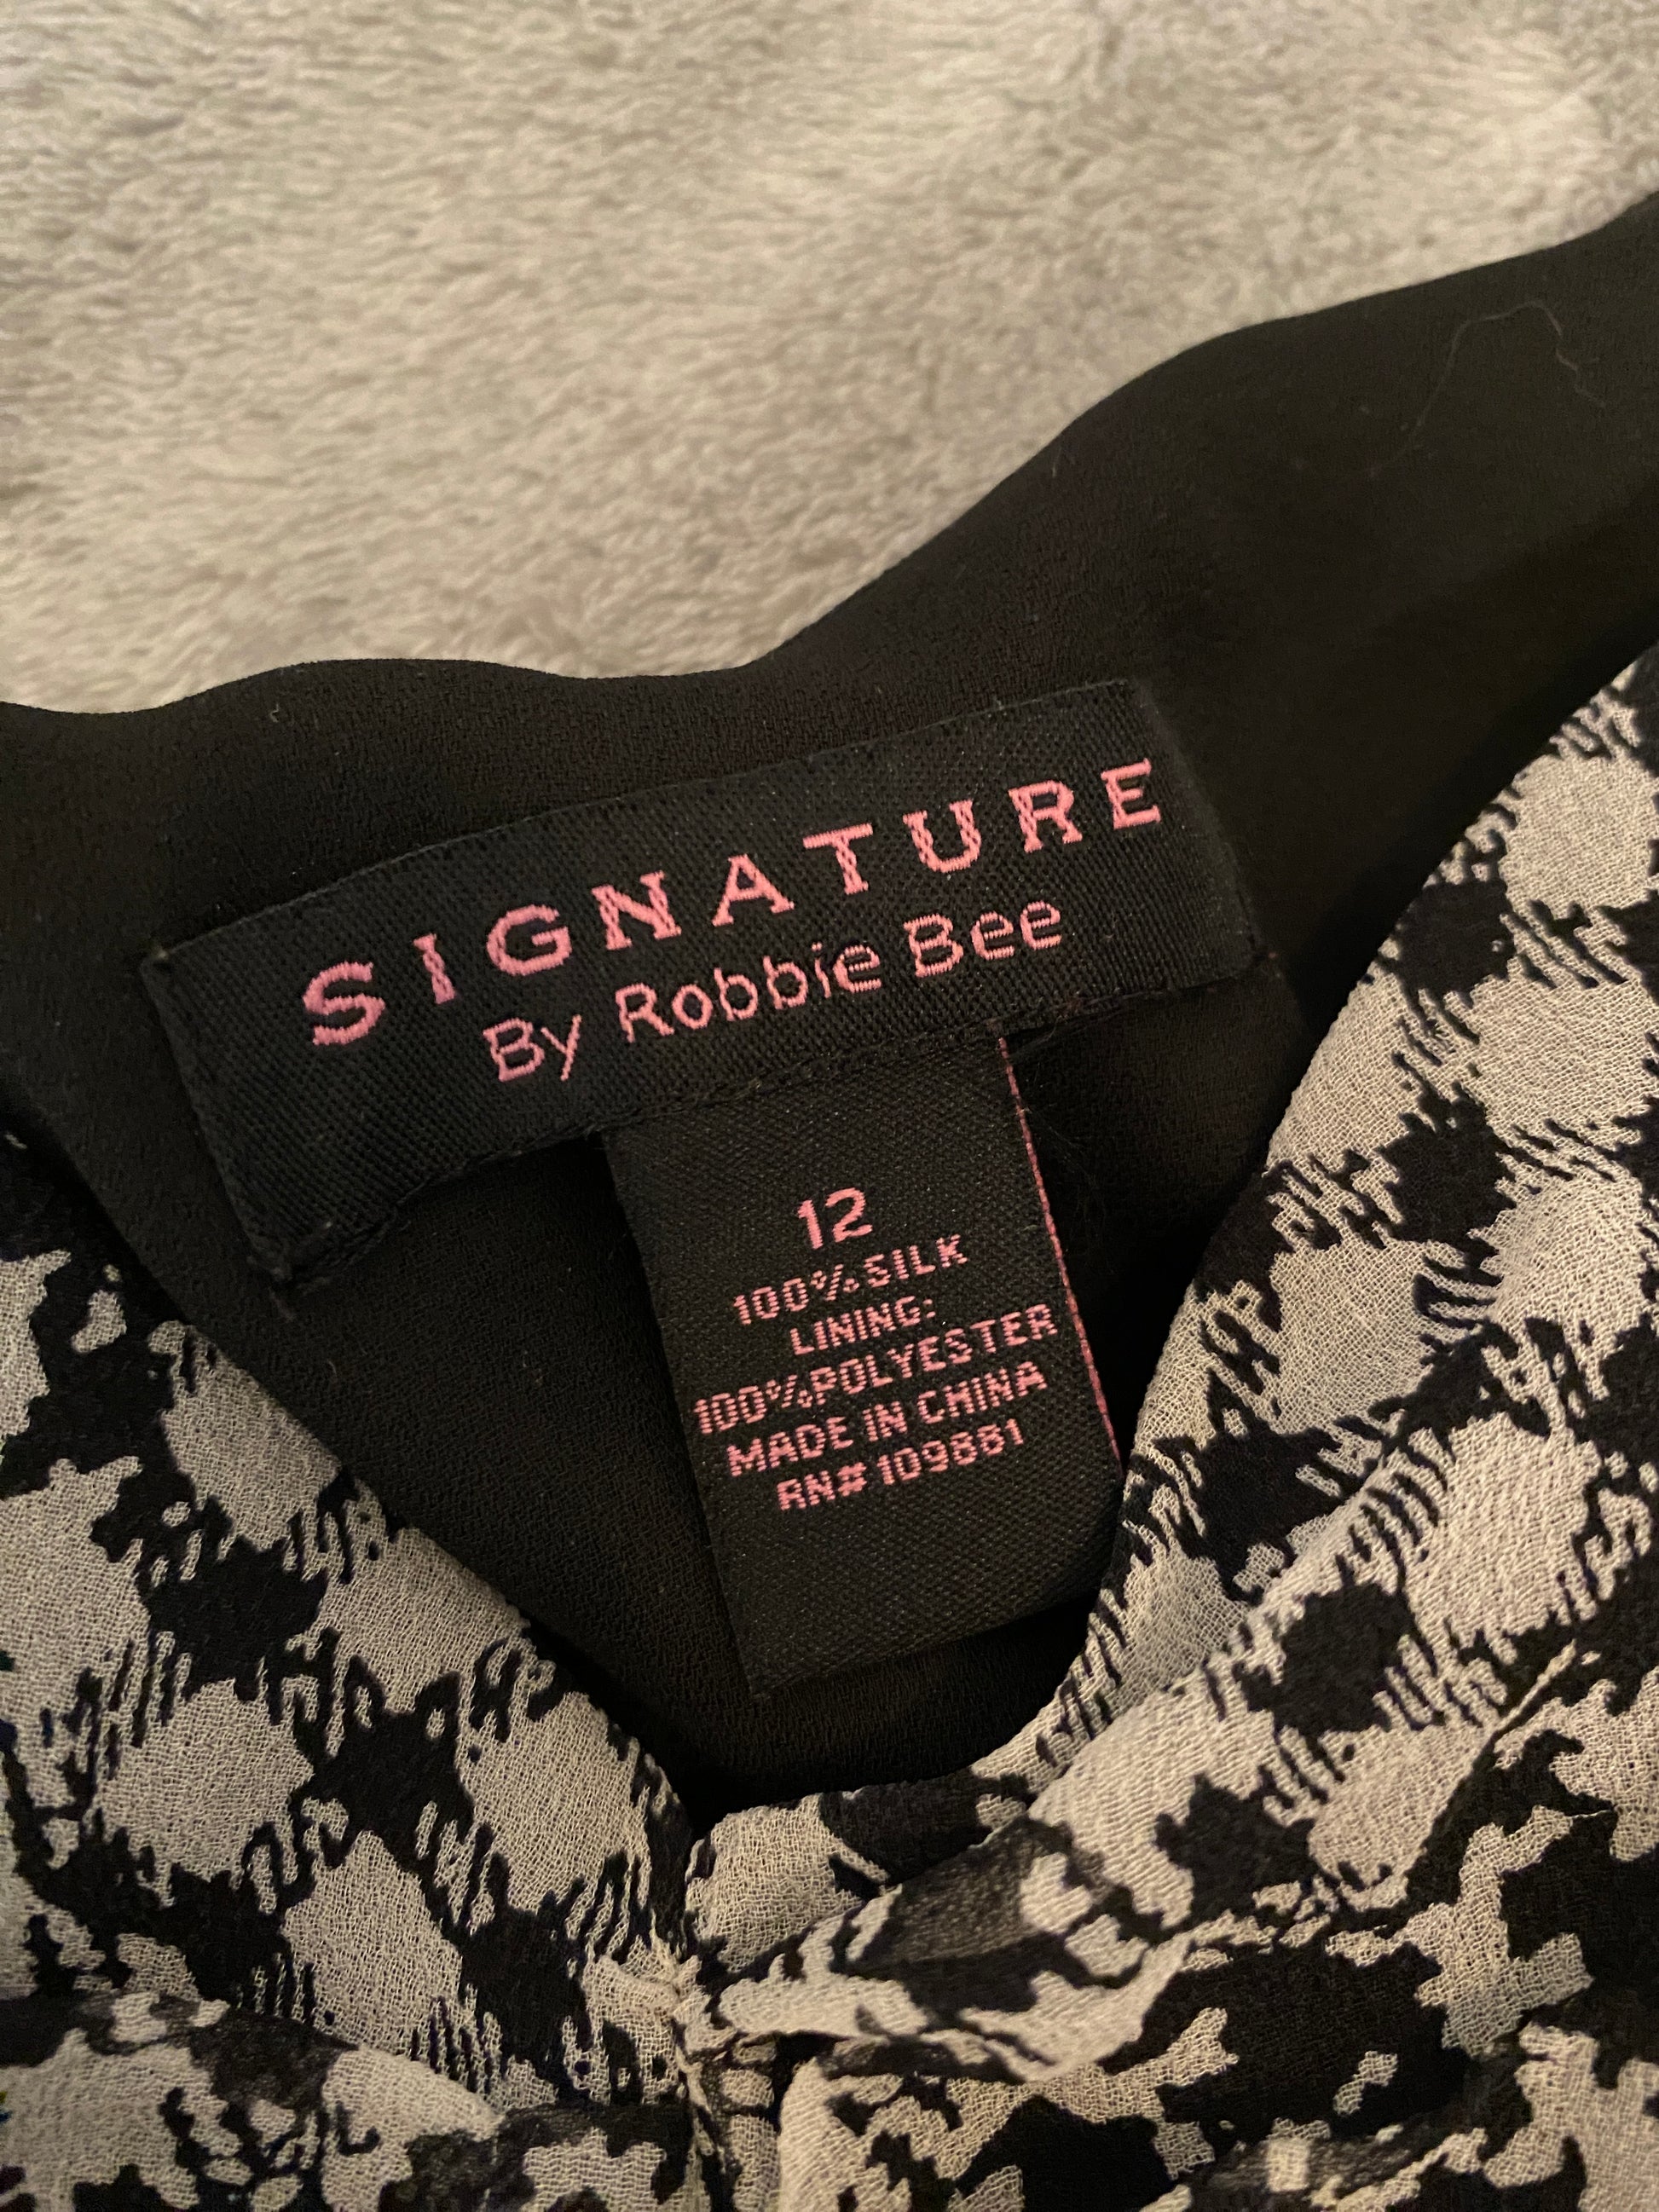 SIGNATURE
By Robbie Bee
12
100% SILK
LINING:
100% POLYESTER
MADE IN CHINA
RN# 109881